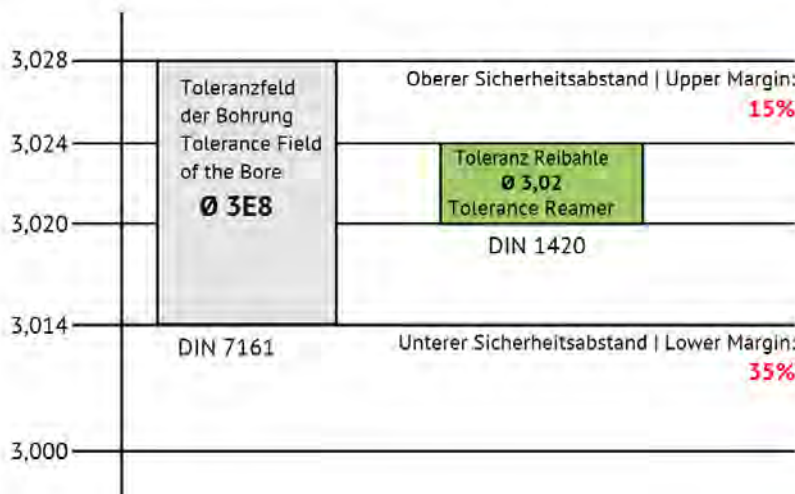 3,028
Toleranzfeld
der Bohrung
Tolerance Field
of the Bore
Ø 3E8
Oberer Sicherheitsabstand | Upper Margin:
15%
3,024
Toleranz Reibahle
Ø 3,02
Tolerance Reamer
3,020
DIN 1420
3,014
DIN 7161
Unterer Sicherheitsabstand | Lower Margin:
35%
3,000